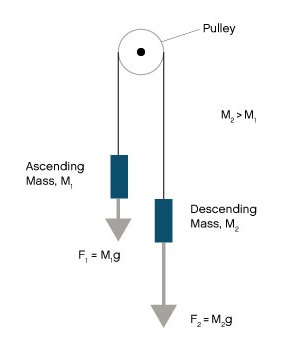 Pulley
M₂ > M₁
Ascending
Mass, M₁
Descending
Mass, M₂
F₁ = M₁g
F₂ = M₂g